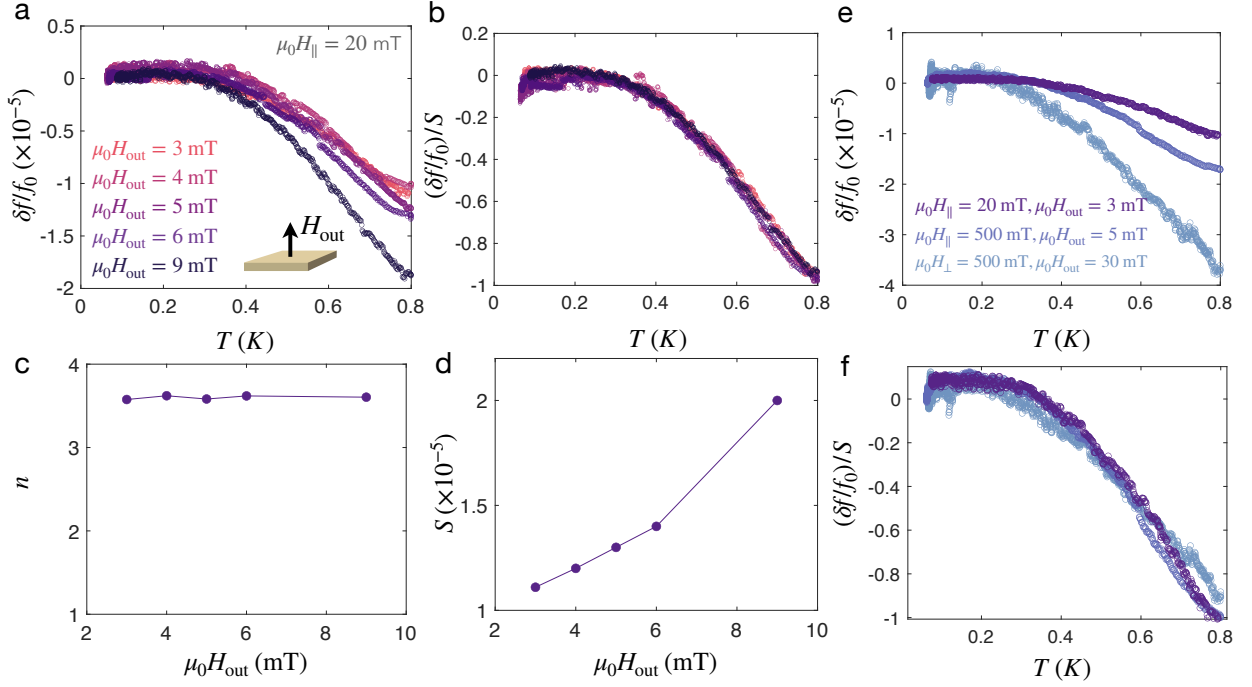 a
μ₀H∥ = 20 mT
0.5
0
-0.5
-1
-1.5
-2
δf/f₀ (×10⁻⁵)
μ₀Hout = 3 mT
μ₀Hout = 4 mT
μ₀Hout = 5 mT
μ₀Hout = 6 mT
μ₀Hout = 9 mT
Hout
0 0.2 0.4 0.6 0.8
T (K)
b
0.2
0
-0.2
-0.4
-0.6
-0.8
-1
(δf/f₀)/S
0 0.2 0.4 0.6 0.8
T (K)
e
1
0
-1
-2
-3
-4
δf/f₀ (×10⁻⁵)
μ₀H∥ = 20 mT, μ₀Hout = 3 mT
μ₀H∥ = 500 mT, μ₀Hout = 5 mT
μ₀H⊥ = 500 mT, μ₀Hout = 30 mT
0 0.2 0.4 0.6 0.8
T (K)
c
4
3
2
1
n
2 4 6 8 10
μ₀Hout (mT)
d
2
1.5
1
S (×10⁻⁵)
2 4 6 8 10
μ₀Hout (mT)
f
0
-0.2
-0.4
-0.6
-0.8
-1
(δf/f₀)/S
0.2 0.4 0.6 0.8
T (K)